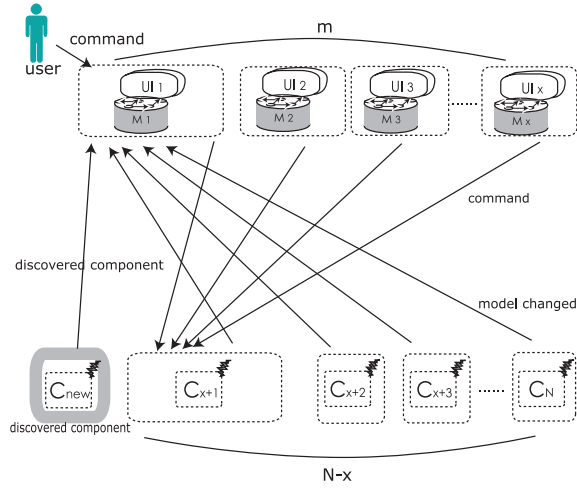 command
m
user
UI 1
UI 2
UI 3
UI x
M 1
M 2
M 3
M x
command
discovered component
model changed
Cnew
Cx+1
Cx+2
Cx+3
CN
discovered component
N-x